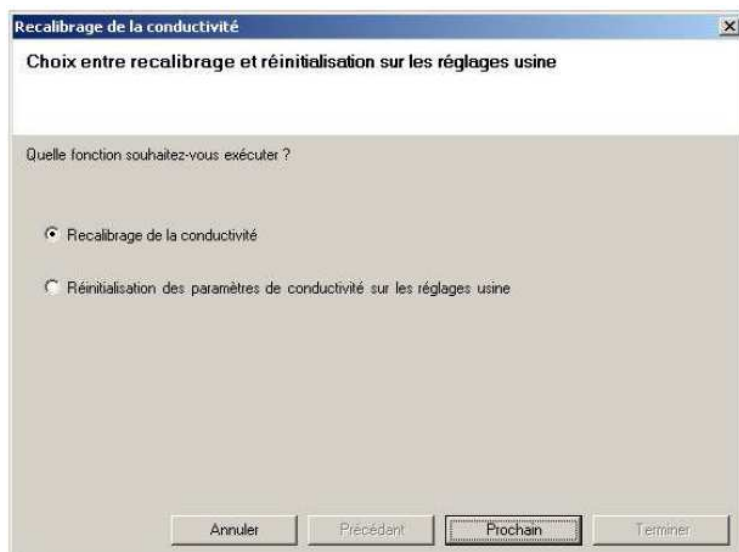 Recalibrage de la conductivité
Choix entre recalibrage et réinitialisation sur les réglages usine
Quelle fonction souhaitez-vous exécuter ?
Recalibrage de la conductivité
Réinitialisation des paramètres de conductivité sur les réglages usine
Annuler
Précédant
Prochain
Terminer